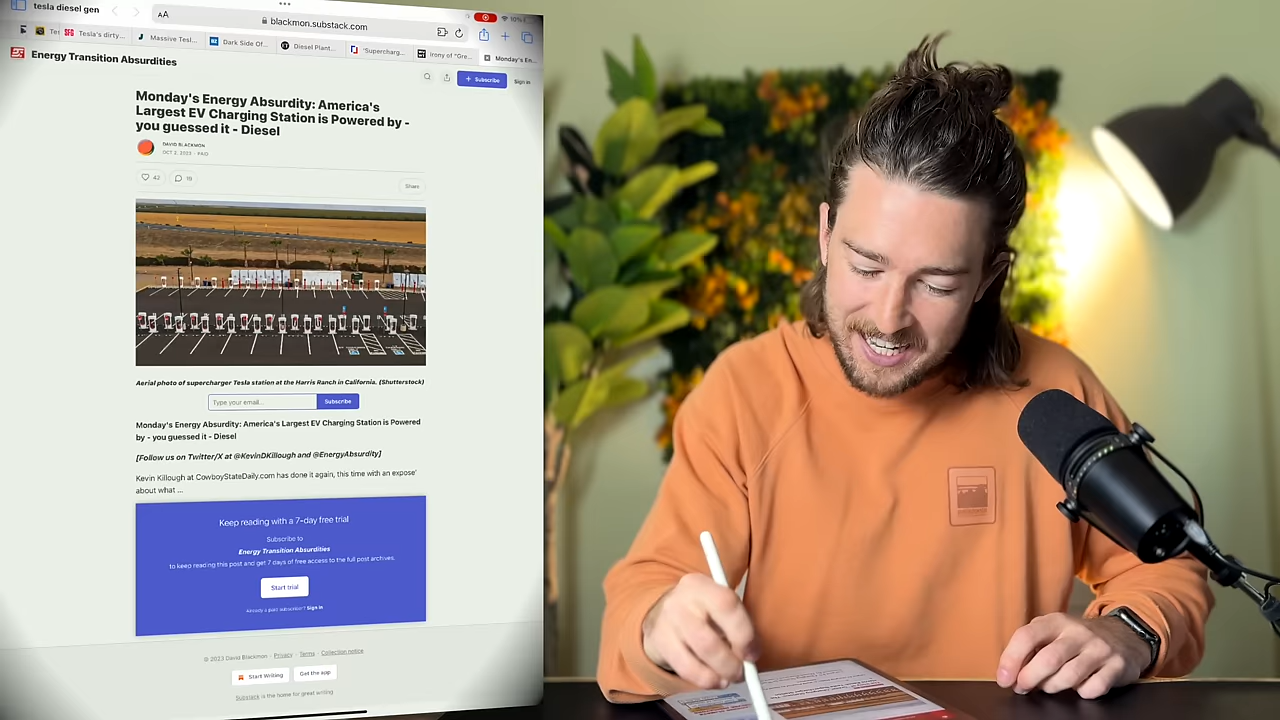 tesla diesel gen
AA
blackmon.substack.com
10%
Tesla's dirty...
Massive Tesl...
Dark Side Of...
Diesel Plant...
'Supercharg...
Irony of "Gre...
Monday's En...
Energy Transition Absurdities
Subscribe
Sign in
Monday's Energy Absurdity: America's
Largest EV Charging Station is Powered by -
you guessed it - Diesel
DAVID BLACKMON
OCT 2, 2023 · PAID
42
19
Share
Aerial photo of supercharger Tesla station at the Harris Ranch in California. (Shutterstock)
Type your email...
Subscribe
Monday's Energy Absurdity: America's Largest EV Charging Station is Powered
by - you guessed it - Diesel
[Follow us on Twitter/X at @KevinDKillough and @EnergyAbsurdity]
Kevin Killough at CowboyStateDaily.com has done it again, this time with an expose'
about what ...
Keep reading with a 7-day free trial
Subscribe to
Energy Transition Absurdities
to keep reading this post and get 7 days of free access to the full post archives.
Start trial
Already a paid subscriber? Sign in
© 2023 David Blackmon · Privacy · Terms · Collection notice
Start Writing
Get the app
Substack is the home for great writing